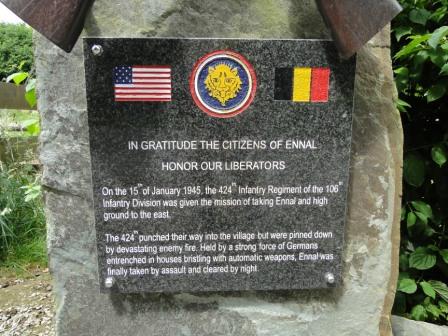 IN GRATITUDE THE CITIZENS OF ENNAL
HONOR OUR LIBERATORS
On the 15th of January 1945, the 424th Infantry Regiment of the 106th
Infantry Division was given the mission of taking Ennal and high
ground to the east.
The 424th punched their way into the village but were pinned down
by devastating enemy fire. Held by a strong force of Germans
entrenched in houses bristling with automatic weapons, Ennal was
finally taken by assault and cleared by night.